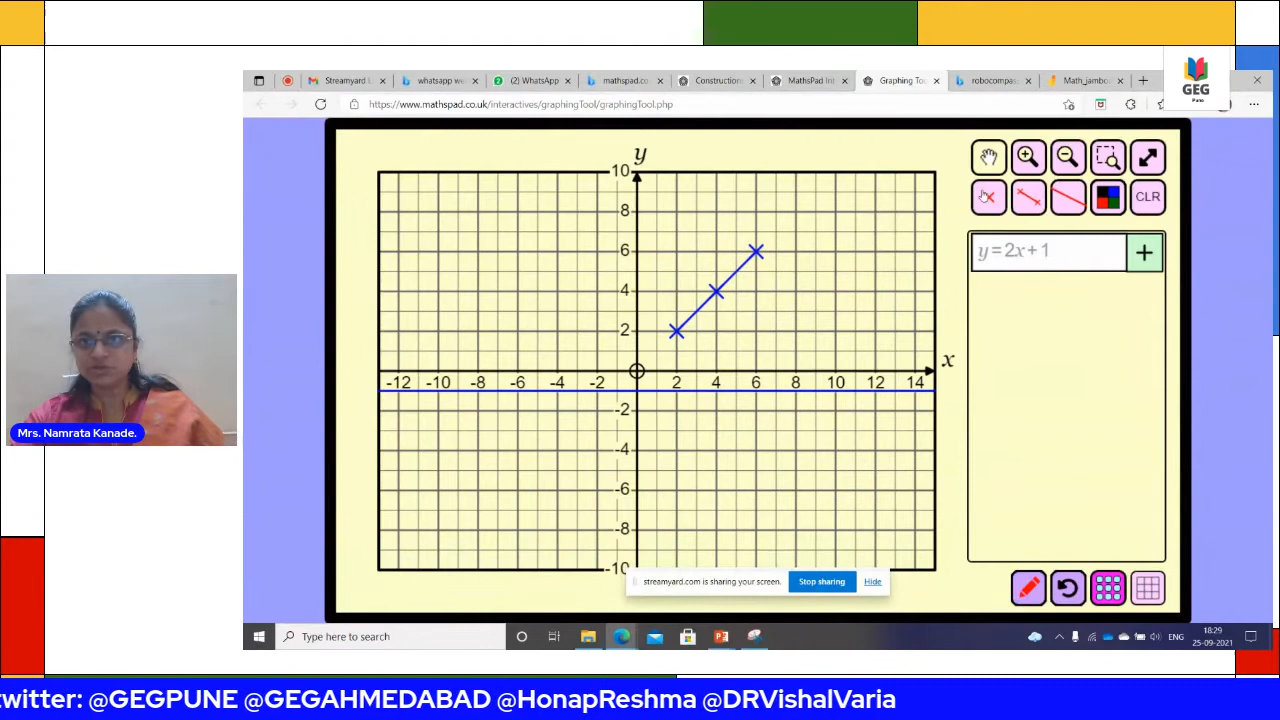 Streamyard
whatsapp we
(2) WhatsApp
mathspad.co
Construction
MathsPad Int
Graphing To
robocompas
Math_jambo
GEG
Pune
https://www.mathspad.co.uk/interactives/graphingTool/graphingTool.php
y
10
8
6
4
2
x
-12 -10 -8 -6 -4 -2 2 4 6 8 10 12 14
-2
-4
-6
-8
-10
CLR
y=2x+1
+
Mrs. Namrata Kanade.
streamyard.com is sharing your screen. Stop sharing Hide
Type here to search
ENG
18:29
25-09-2021
twitter: @GEGPUNE @GEGAHMEDABAD @HonapReshma @DRVishalVaria